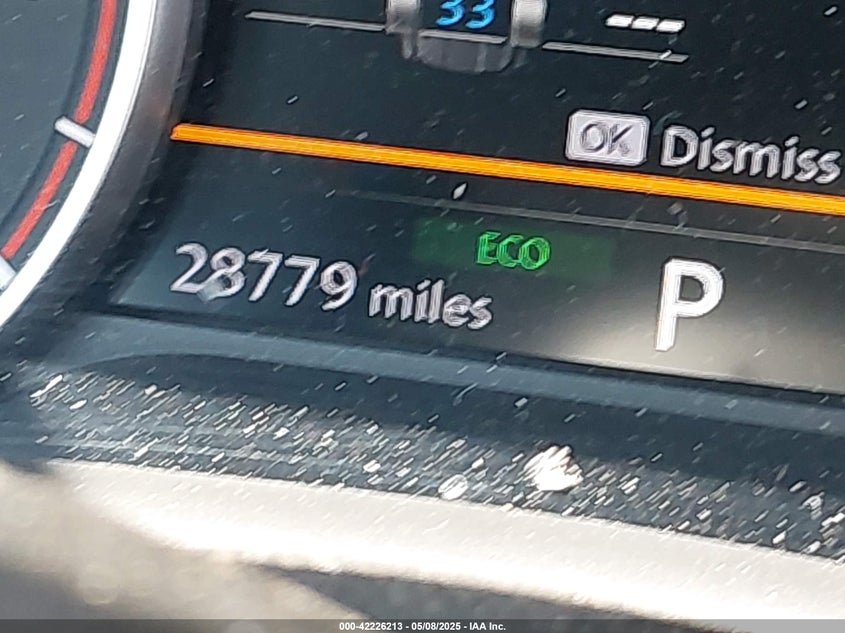 33
---
OK Dismiss
ECO
28779 miles
P
000-42226213 - 05/08/2025 - IAA Inc.